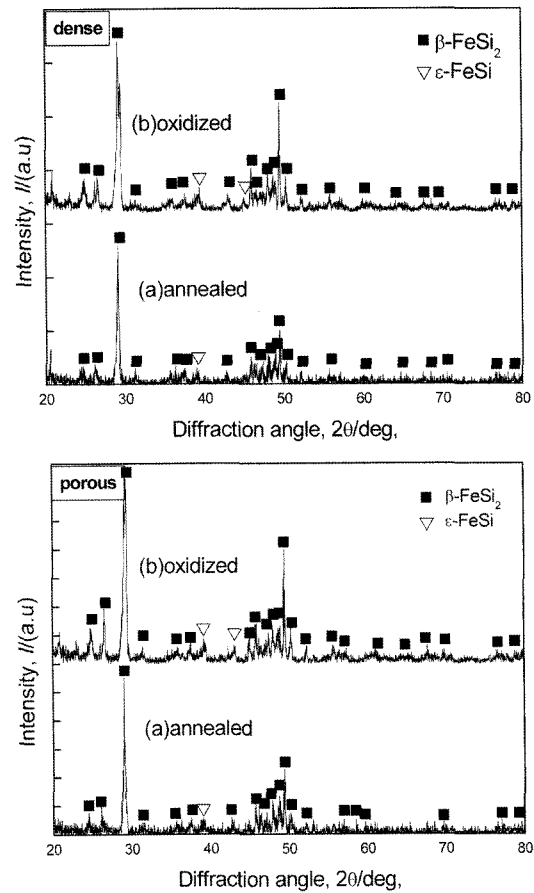 dense
■ β-FeSi₂
▽ ε-FeSi
(b)oxidized
(a)annealed
Intensity, I/(a.u)
20 30 40 50 60 70 80
Diffraction angle, 2θ/deg,
porous
■ β-FeSi₂
▽ ε-FeSi
(b)oxidized
(a)annealed
Intensity, I/(a.u)
20 30 40 50 60 70 80
Diffraction angle, 2θ/deg,